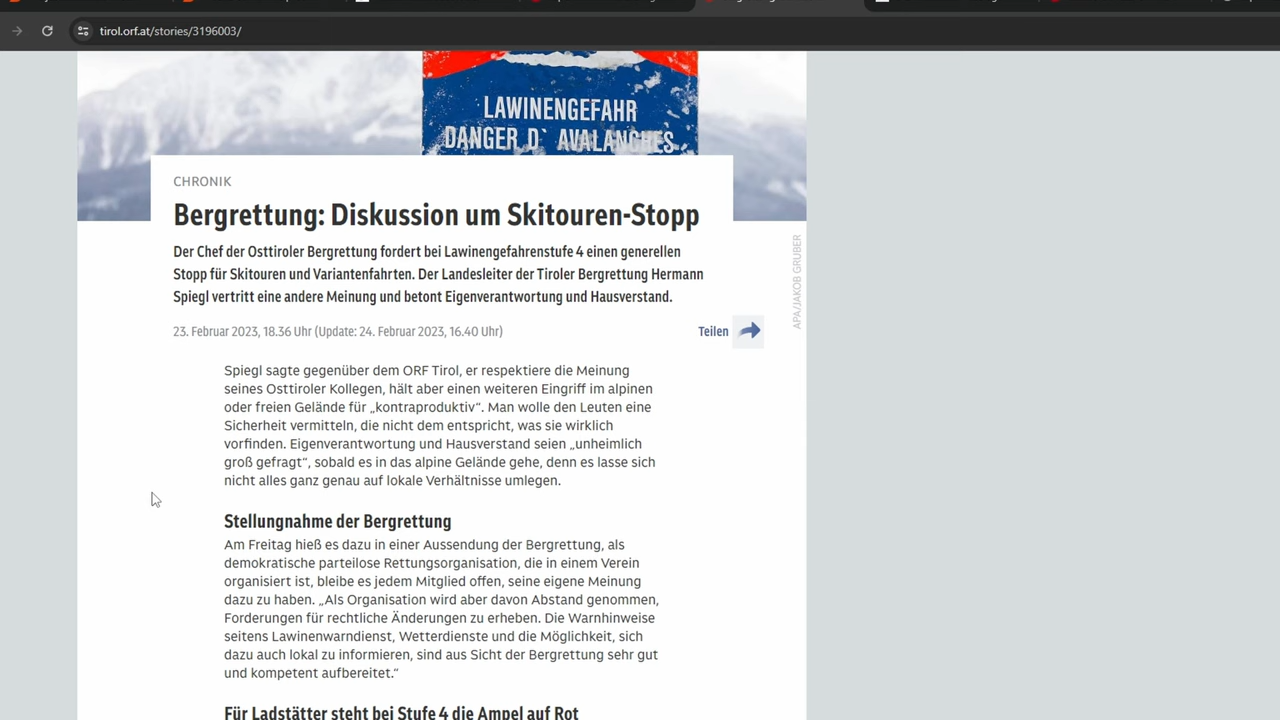 tirol.orf.at/stories/3196003/
LAWINENGEFAHR
DANGER D` AVALANCHES
CHRONIK
Bergrettung: Diskussion um Skitouren-Stopp
Der Chef der Osttiroler Bergrettung fordert bei Lawinengefahrenstufe 4 einen generellen
Stopp für Skitouren und Variantenfahrten. Der Landesleiter der Tiroler Bergrettung Hermann
Spiegl vertritt eine andere Meinung und betont Eigenverantwortung und Hausverstand.
APA/JAKOB GRUBER
23. Februar 2023, 18.36 Uhr (Update: 24. Februar 2023, 16.40 Uhr)
Teilen
Spiegl sagte gegenüber dem ORF Tirol, er respektiere die Meinung
seines Osttiroler Kollegen, hält aber einen weiteren Eingriff im alpinen
oder freien Gelände für „kontraproduktiv“. Man wolle den Leuten eine
Sicherheit vermitteln, die nicht dem entspricht, was sie wirklich
vorfinden. Eigenverantwortung und Hausverstand seien „unheimlich
groß gefragt“, sobald es in das alpine Gelände gehe, denn es lasse sich
nicht alles ganz genau auf lokale Verhältnisse umlegen.
Stellungnahme der Bergrettung
Am Freitag hieß es dazu in einer Aussendung der Bergrettung, als
demokratische parteilose Rettungsorganisation, die in einem Verein
organisiert ist, bleibe es jedem Mitglied offen, seine eigene Meinung
dazu zu haben. „Als Organisation wird aber davon Abstand genommen,
Forderungen für rechtliche Änderungen zu erheben. Die Warnhinweise
seitens Lawinenwarndienst, Wetterdienste und die Möglichkeit, sich
dazu auch lokal zu informieren, sind aus Sicht der Bergrettung sehr gut
und kompetent aufbereitet.“
Für Ladstätter steht bei Stufe 4 die Ampel auf Rot